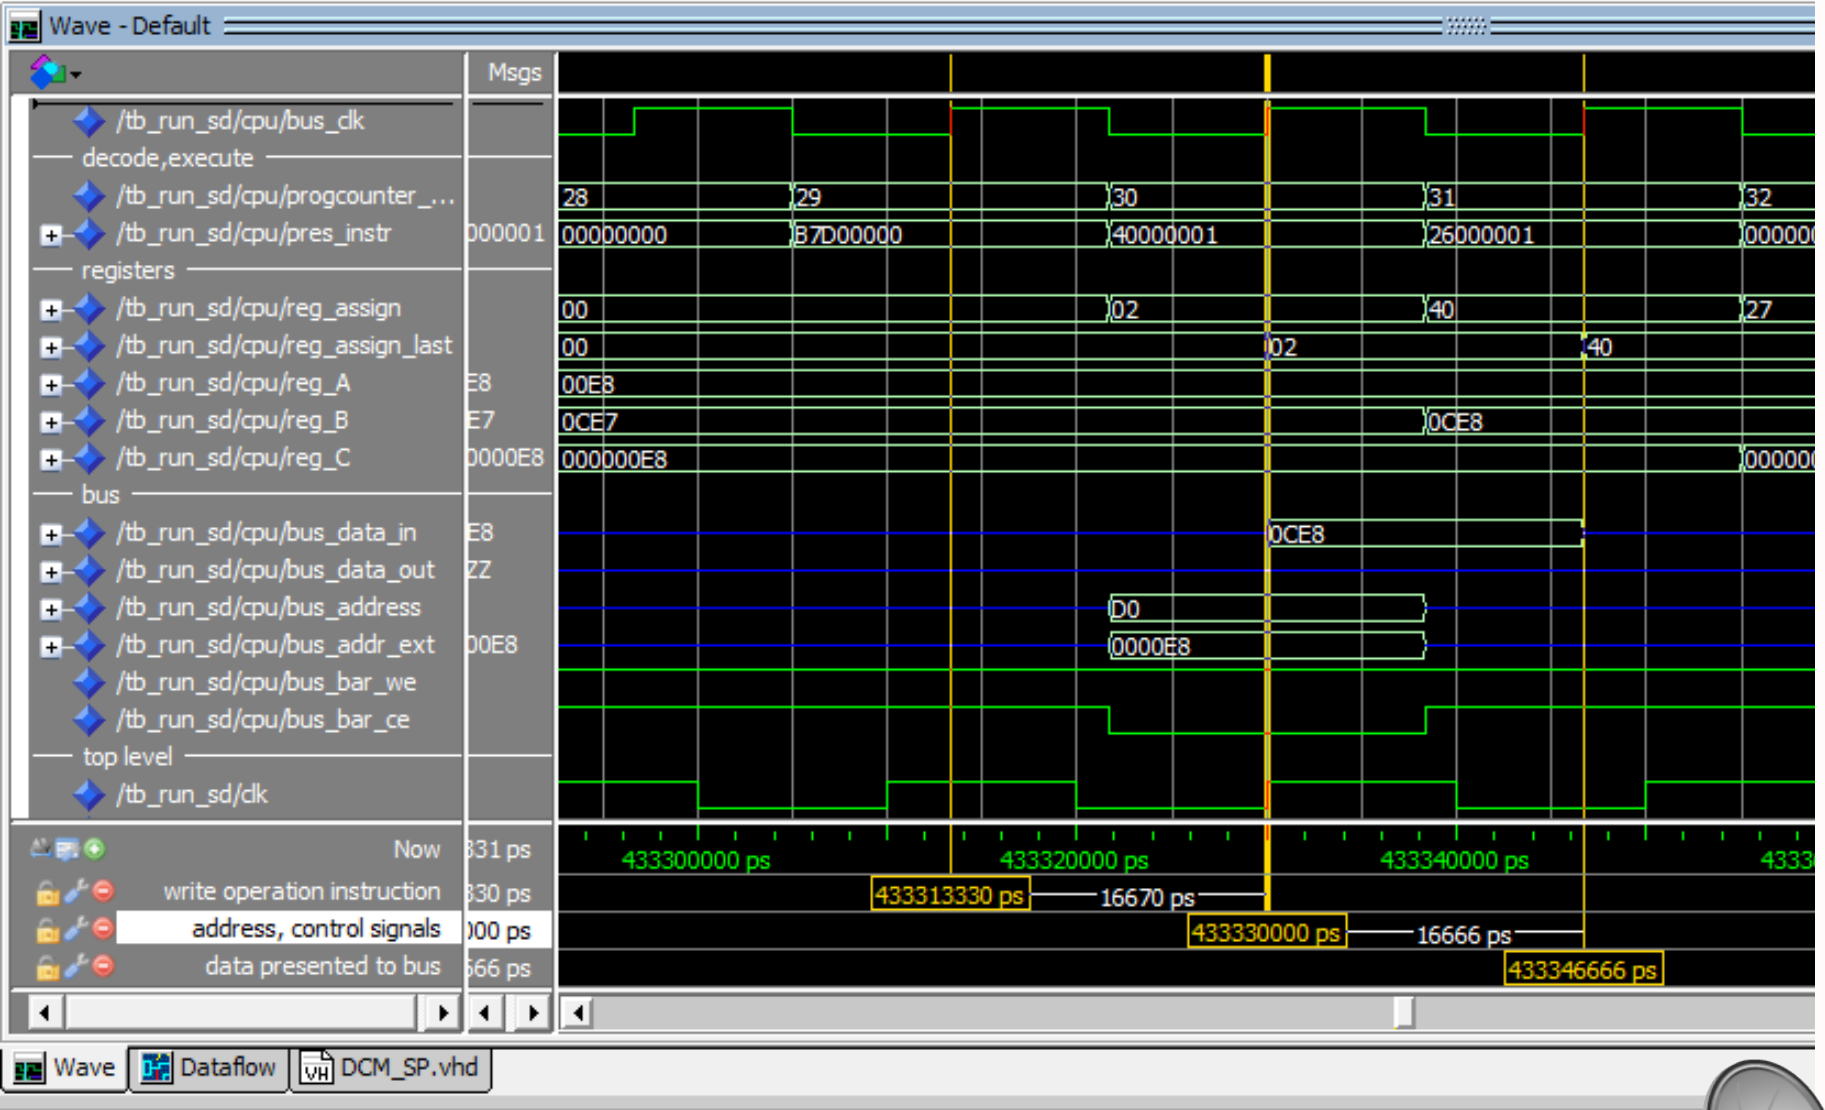 Wave - Default
Msgs
/tb_run_sd/cpu/bus_clk
decode,execute
/tb_run_sd/cpu/progcounter_... 28 29 30 31 32
/tb_run_sd/cpu/pres_instr 000001 00000000 B7D00000 40000001 26000001 000000
registers
/tb_run_sd/cpu/reg_assign 00 02 40 27
/tb_run_sd/cpu/reg_assign_last 00 02 40
/tb_run_sd/cpu/reg_A E8 00E8
/tb_run_sd/cpu/reg_B E7 0CE7 0CE8
/tb_run_sd/cpu/reg_C 0000E8 000000E8 000000
bus
/tb_run_sd/cpu/bus_data_in E8 0CE8
/tb_run_sd/cpu/bus_data_out ZZ
/tb_run_sd/cpu/bus_address D0
/tb_run_sd/cpu/bus_addr_ext 00E8 0000E8
/tb_run_sd/cpu/bus_bar_we
/tb_run_sd/cpu/bus_bar_ce
top level
/tb_run_sd/clk
Now 331 ps 433300000 ps 433320000 ps 433340000 ps 4333
write operation instruction 330 ps 433313330 ps 16670 ps
address, control signals 000 ps 433330000 ps 16666 ps
data presented to bus 666 ps 433346666 ps
Wave Dataflow VH DCM_SP.vhd